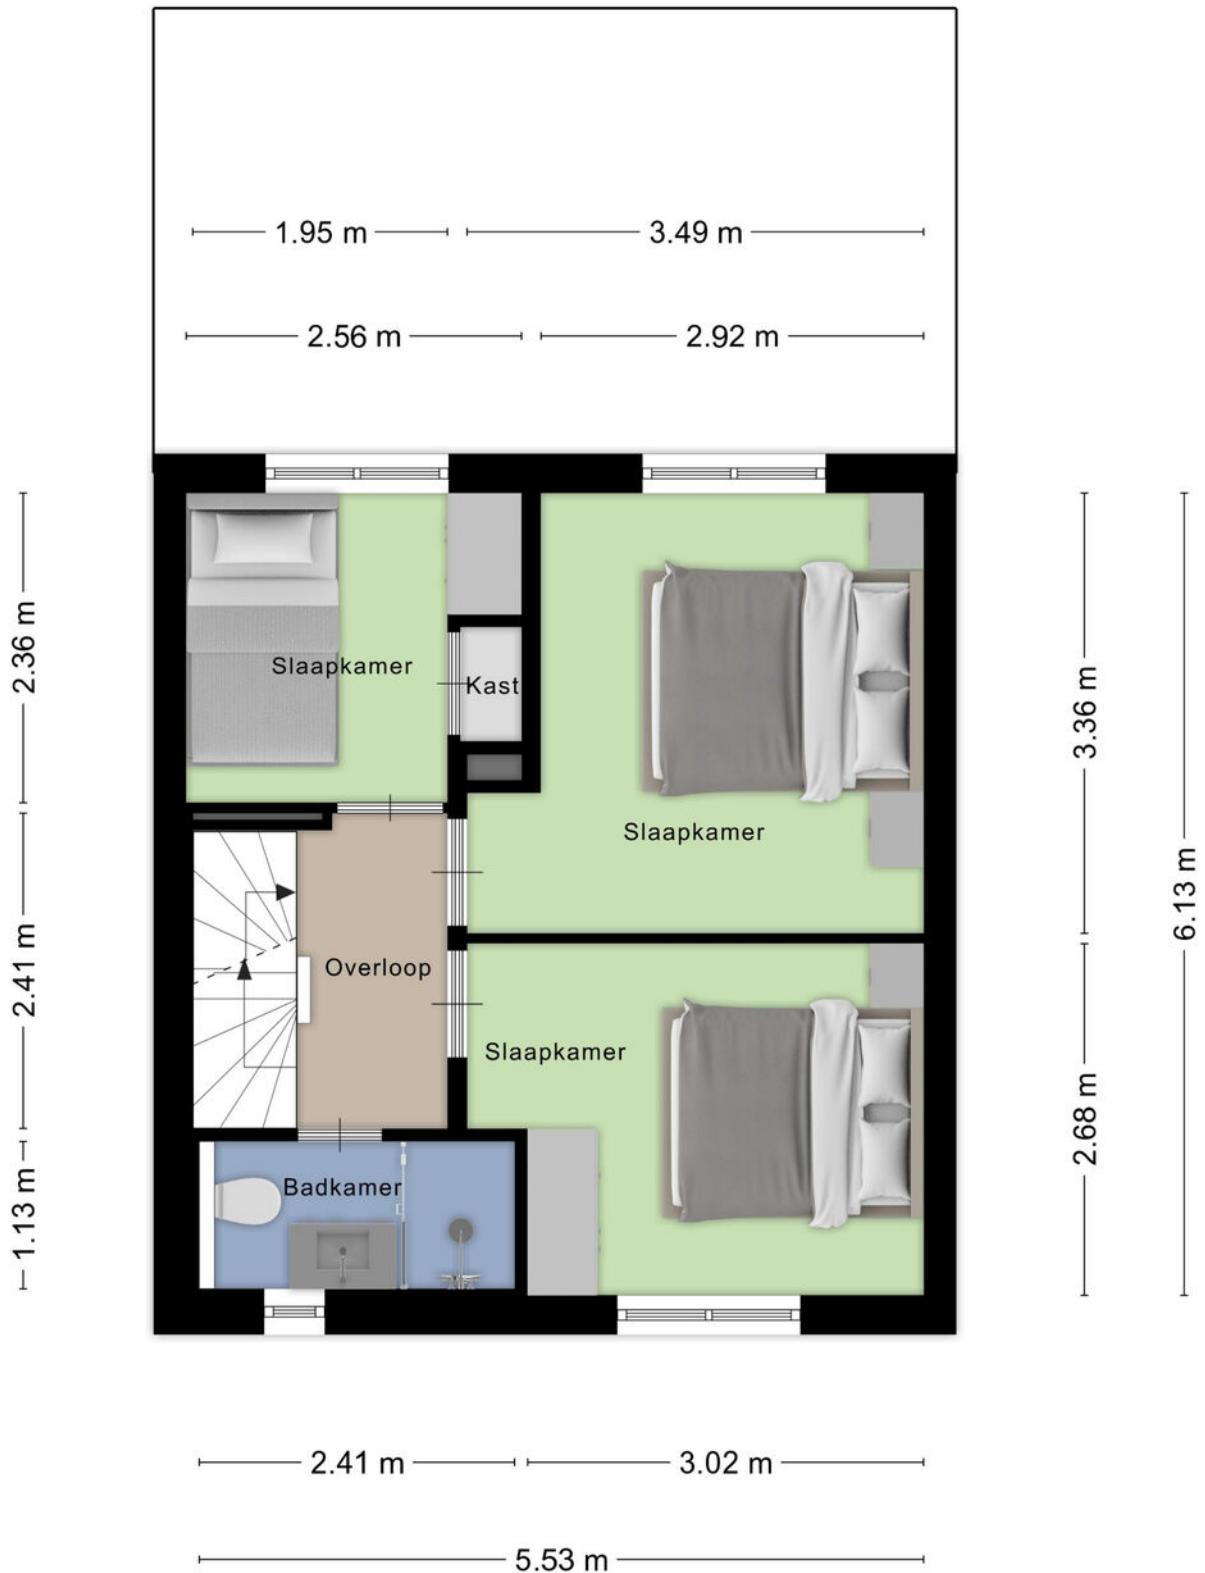 1.95 m
3.49 m
2.56 m
2.92 m
2.36 m
Slaapkamer
Kast
3.36 m
Slaapkamer
6.13 m
2.41 m
Overloop
Slaapkamer
2.68 m
1.13 m
Badkamer
2.41 m
3.02 m
5.53 m